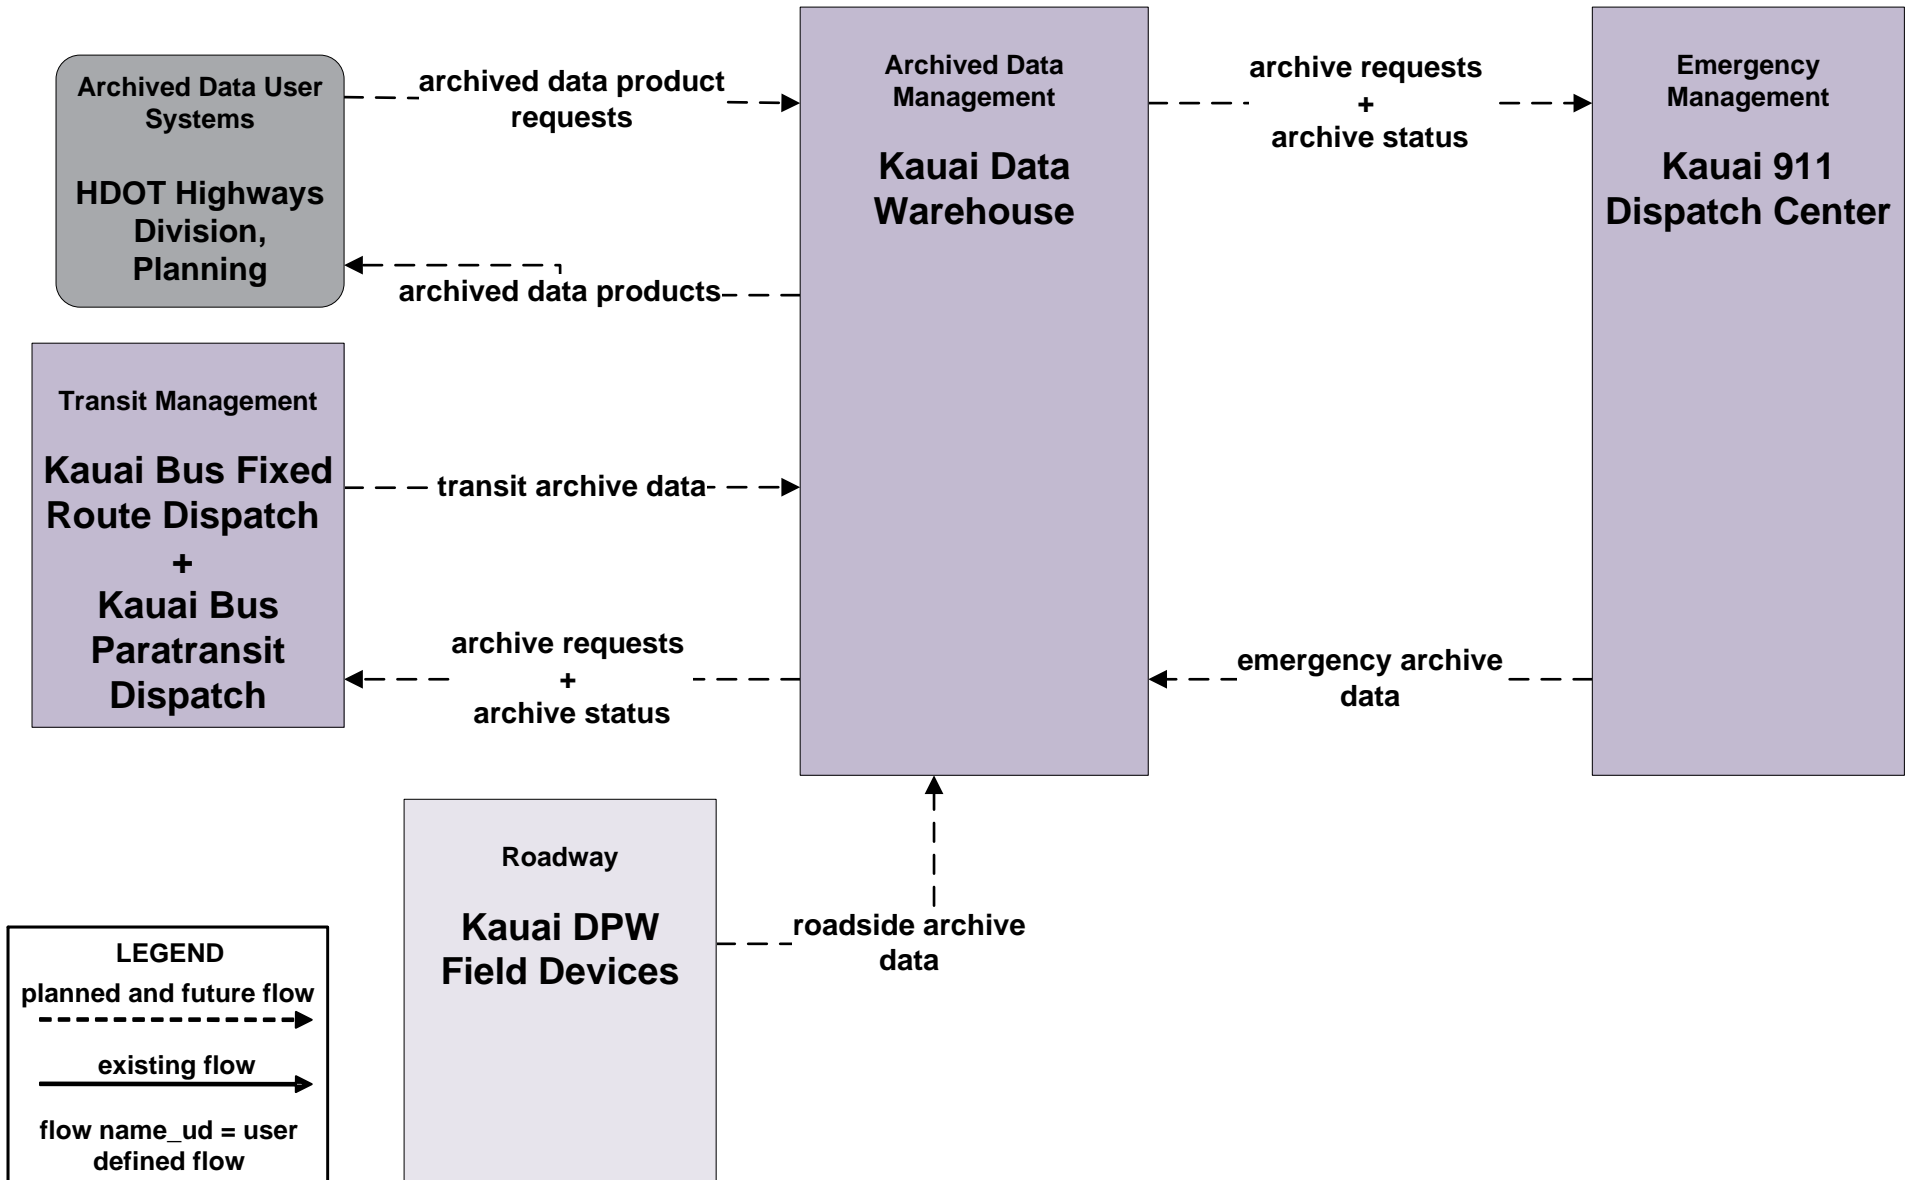 Archived Data User
Systems
HDOT Highways
Division,
Planning
archived data product
requests
archived data products
Archived Data
Management
Kauai Data
Warehouse
archive requests
+
archive status
Emergency
Management
Kauai 911
Dispatch Center
Transit Management
Kauai Bus Fixed
Route Dispatch
+
Kauai Bus
Paratransit
Dispatch
transit archive data
archive requests
+
archive status
emergency archive
data
Roadway
Kauai DPW
Field Devices
roadside archive
data
LEGEND
planned and future flow
existing flow
flow name_ud = user
defined flow